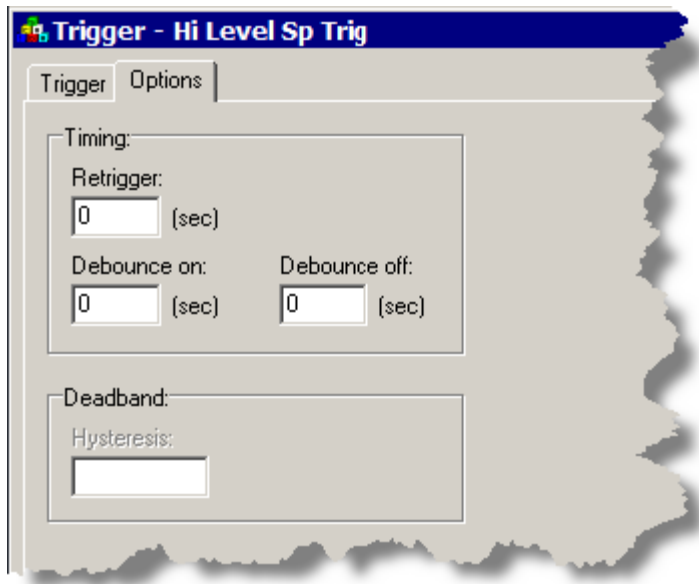 Trigger - Hi Level Sp Trig
Trigger Options
Timing:
Retrigger:
0 (sec)
Debounce on: Debounce off:
0 (sec) 0 (sec)
Deadband:
Hysteresis: